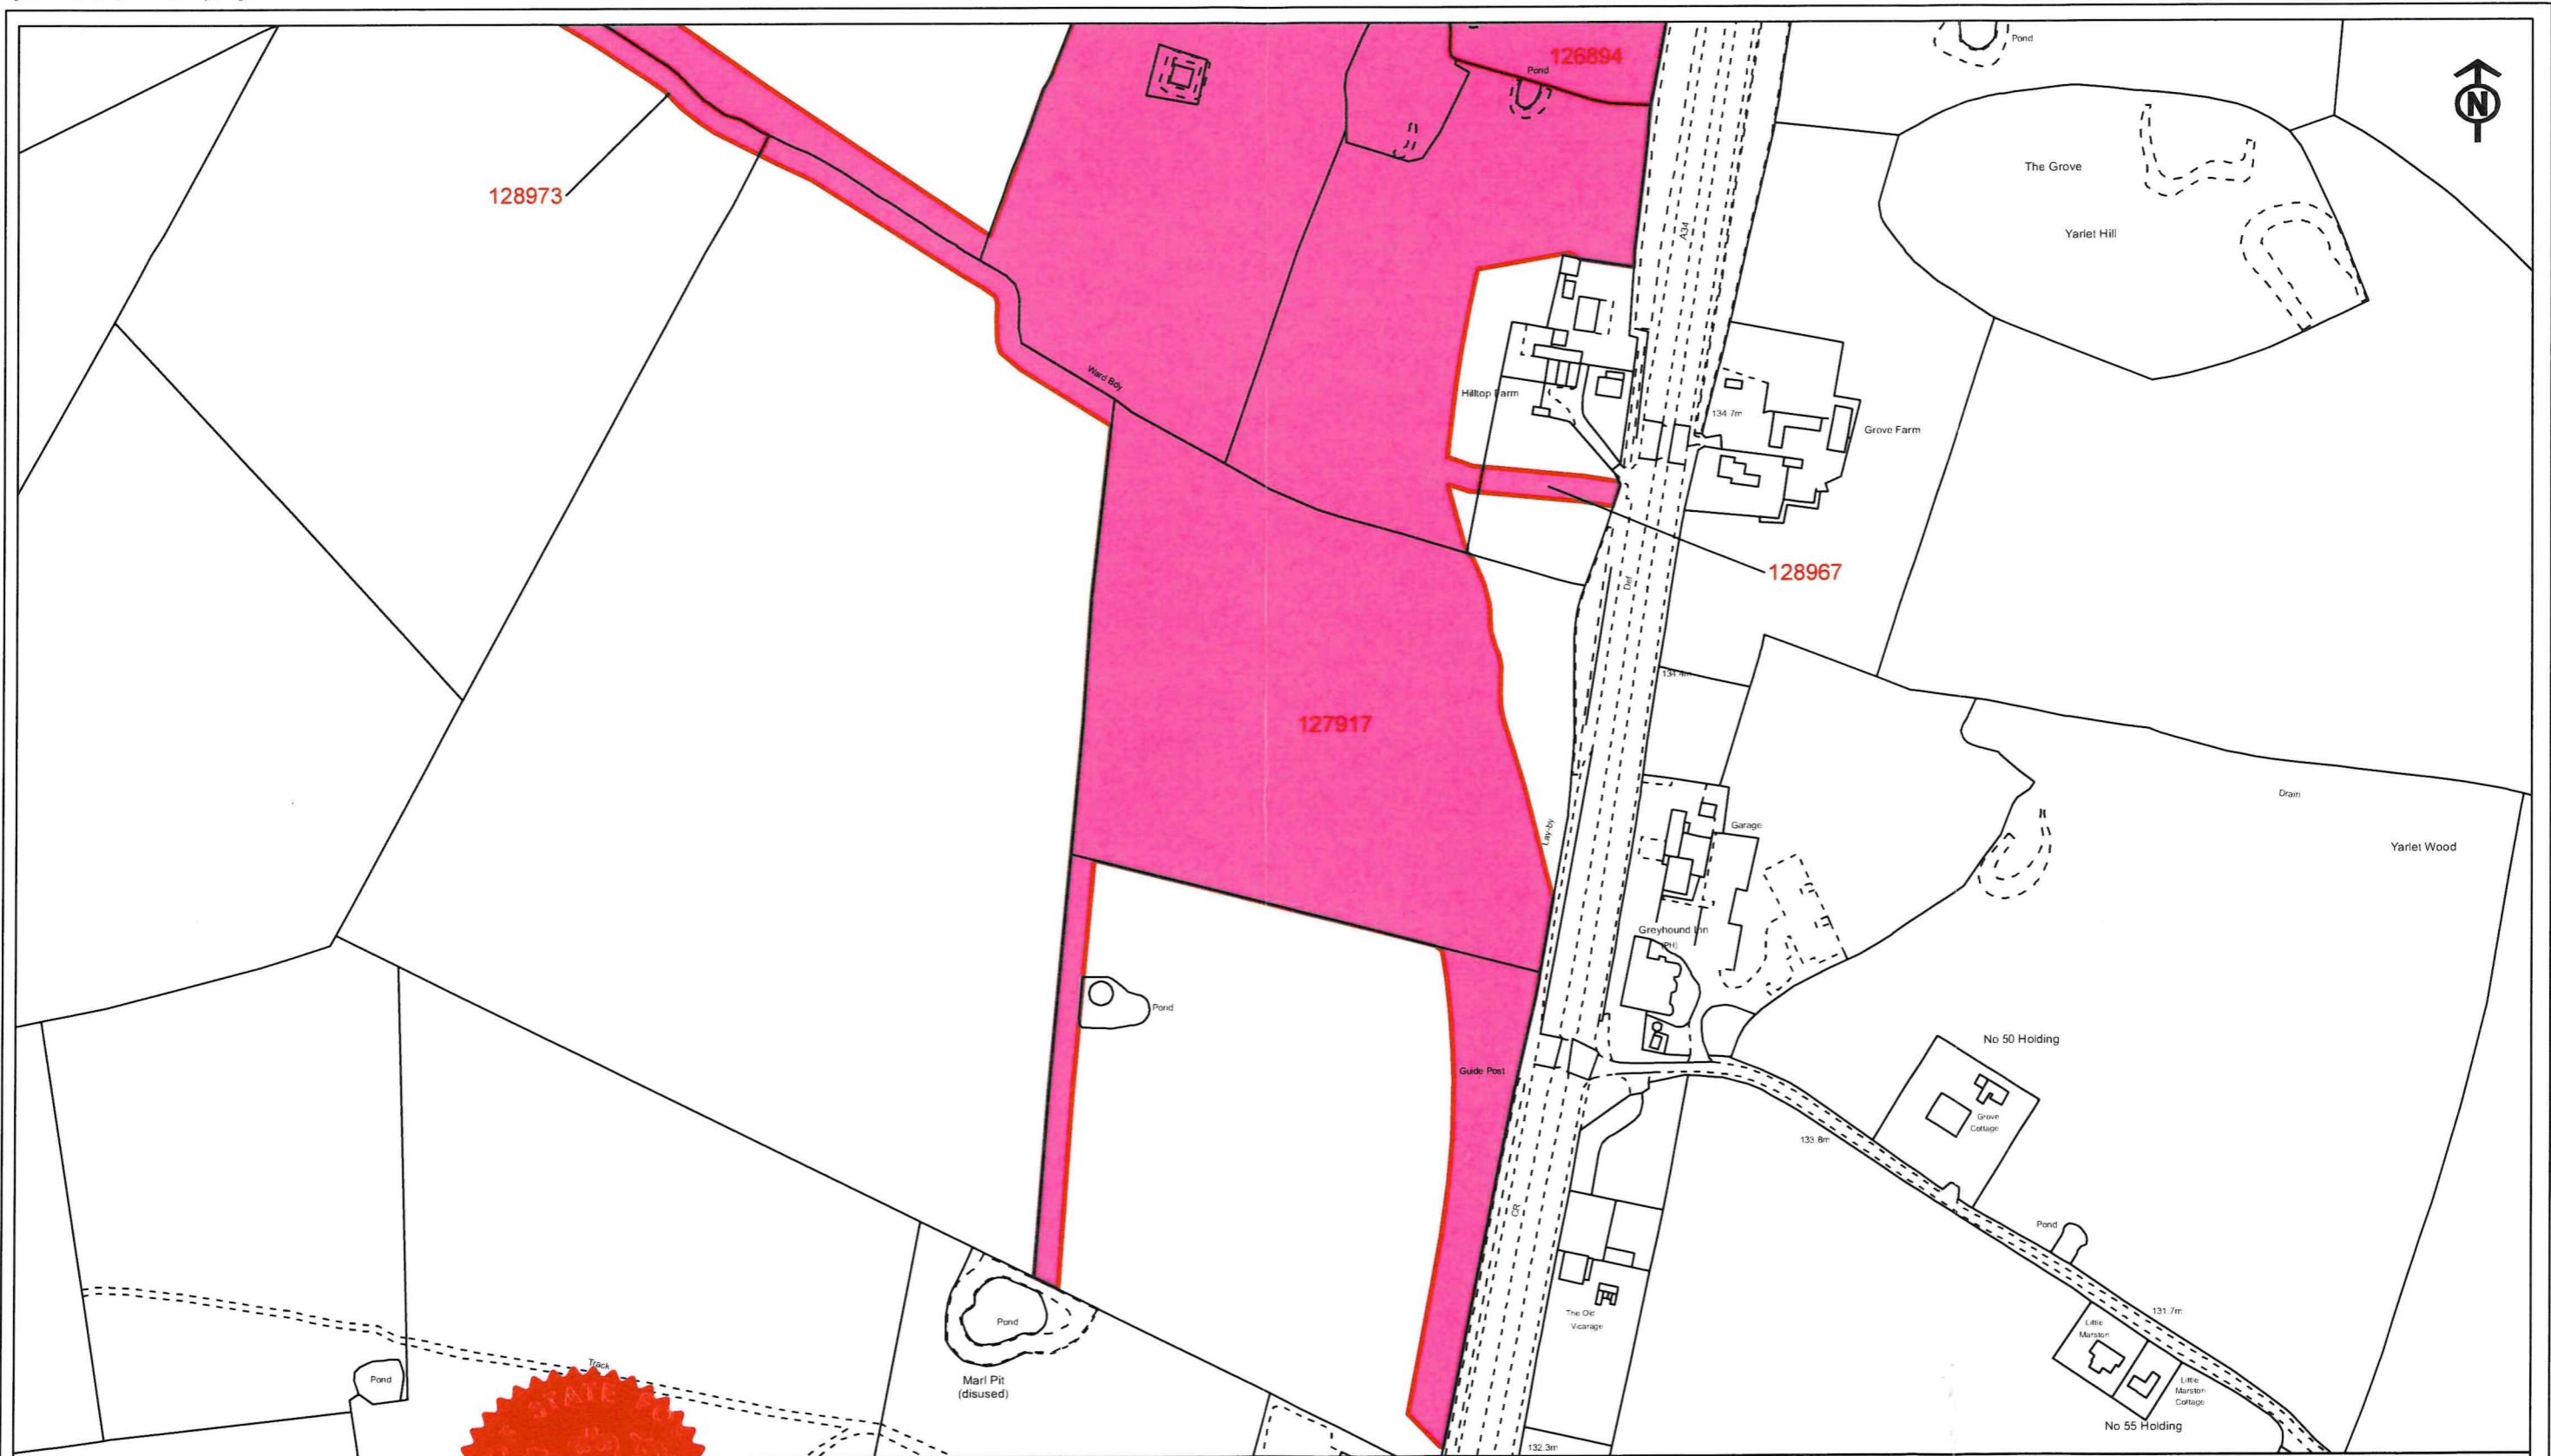 Pond
126894
Pond
N
The Grove
128973
A34
Yarlet Hill
Ward Bdy
Hilltop Farm
134.7m
Grove Farm
128967
Def
134.4m
127917
Drain
Lay-by
Garage
Yarlet Wood
Greyhound Inn
(PH)
Pond
No 50 Holding
Guide Post
Grove
Cottage
133.8m
CR
Pond
The Old
Vicarage
131.7m
Pond
Little
Marston
Track
Pond
Marl Pit
(disused)
Little
Marston
Cottage
No 55 Holding
STATE
132.3m